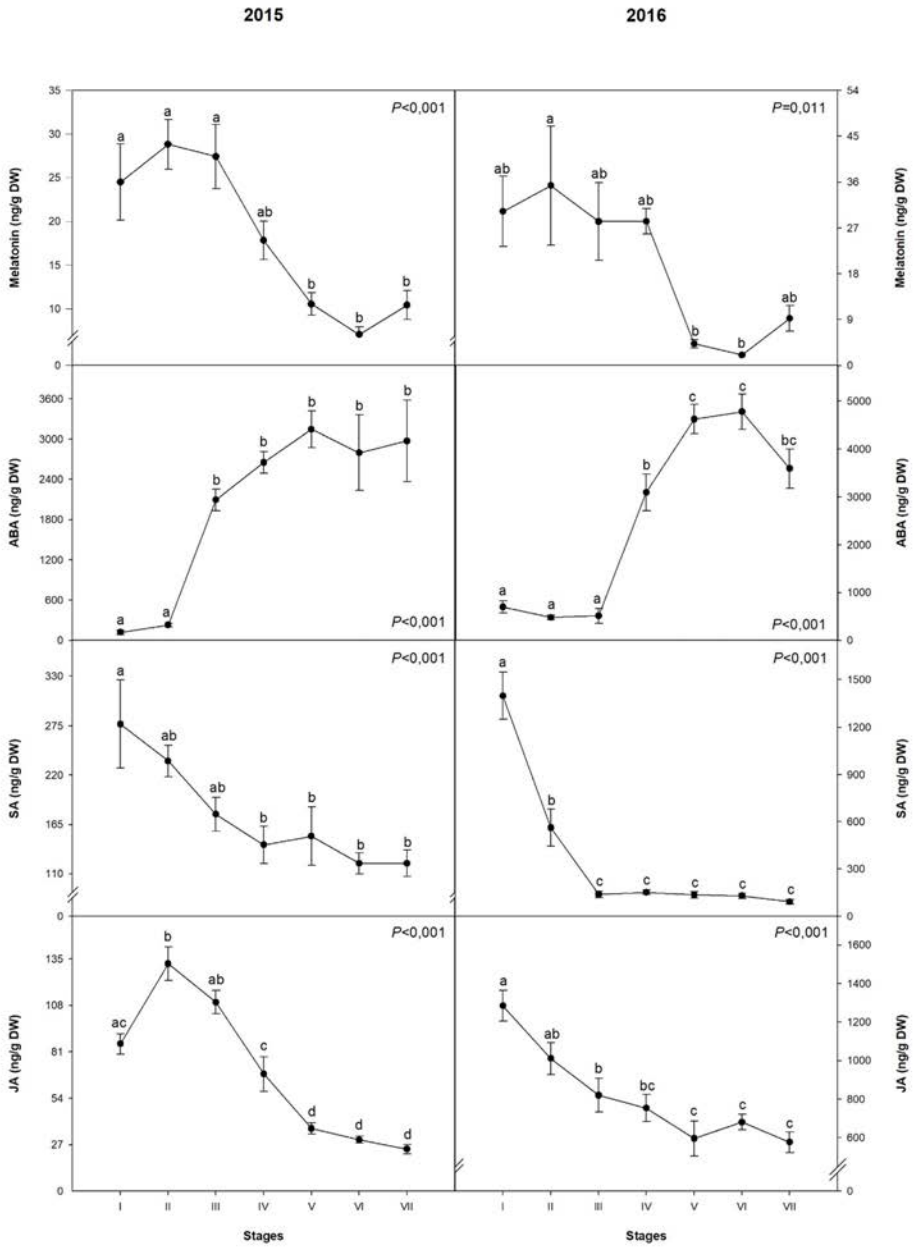 2015
2016
Melatonin (ng/g DW)
35
30
25
20
15
10
0
a
a
a
ab
b
b
b
P<0,001
ab
a
ab
ab
b
b
ab
P=0,011
54
45
36
27
18
9
0
Melatonin (ng/g DW)
ABA (ng/g DW)
3600
3000
2400
1800
1200
600
0
a
a
b
b
b
b
b
P<0,001
a
a
a
b
c
c
bc
P<0,001
5000
4000
3000
2000
1000
0
ABA (ng/g DW)
SA (ng/g DW)
330
275
220
165
110
0
a
ab
ab
b
b
b
b
P<0,001
a
b
c
c
c
c
c
P<0,001
1500
1200
900
600
300
0
SA (ng/g DW)
JA (ng/g DW)
135
108
81
54
27
0
ac
b
ab
c
d
d
d
P<0,001
a
ab
b
bc
c
c
c
P<0,001
1600
1400
1200
1000
800
600
0
JA (ng/g DW)
I II III IV V VI VII
I II III IV V VI VII
Stages
Stages